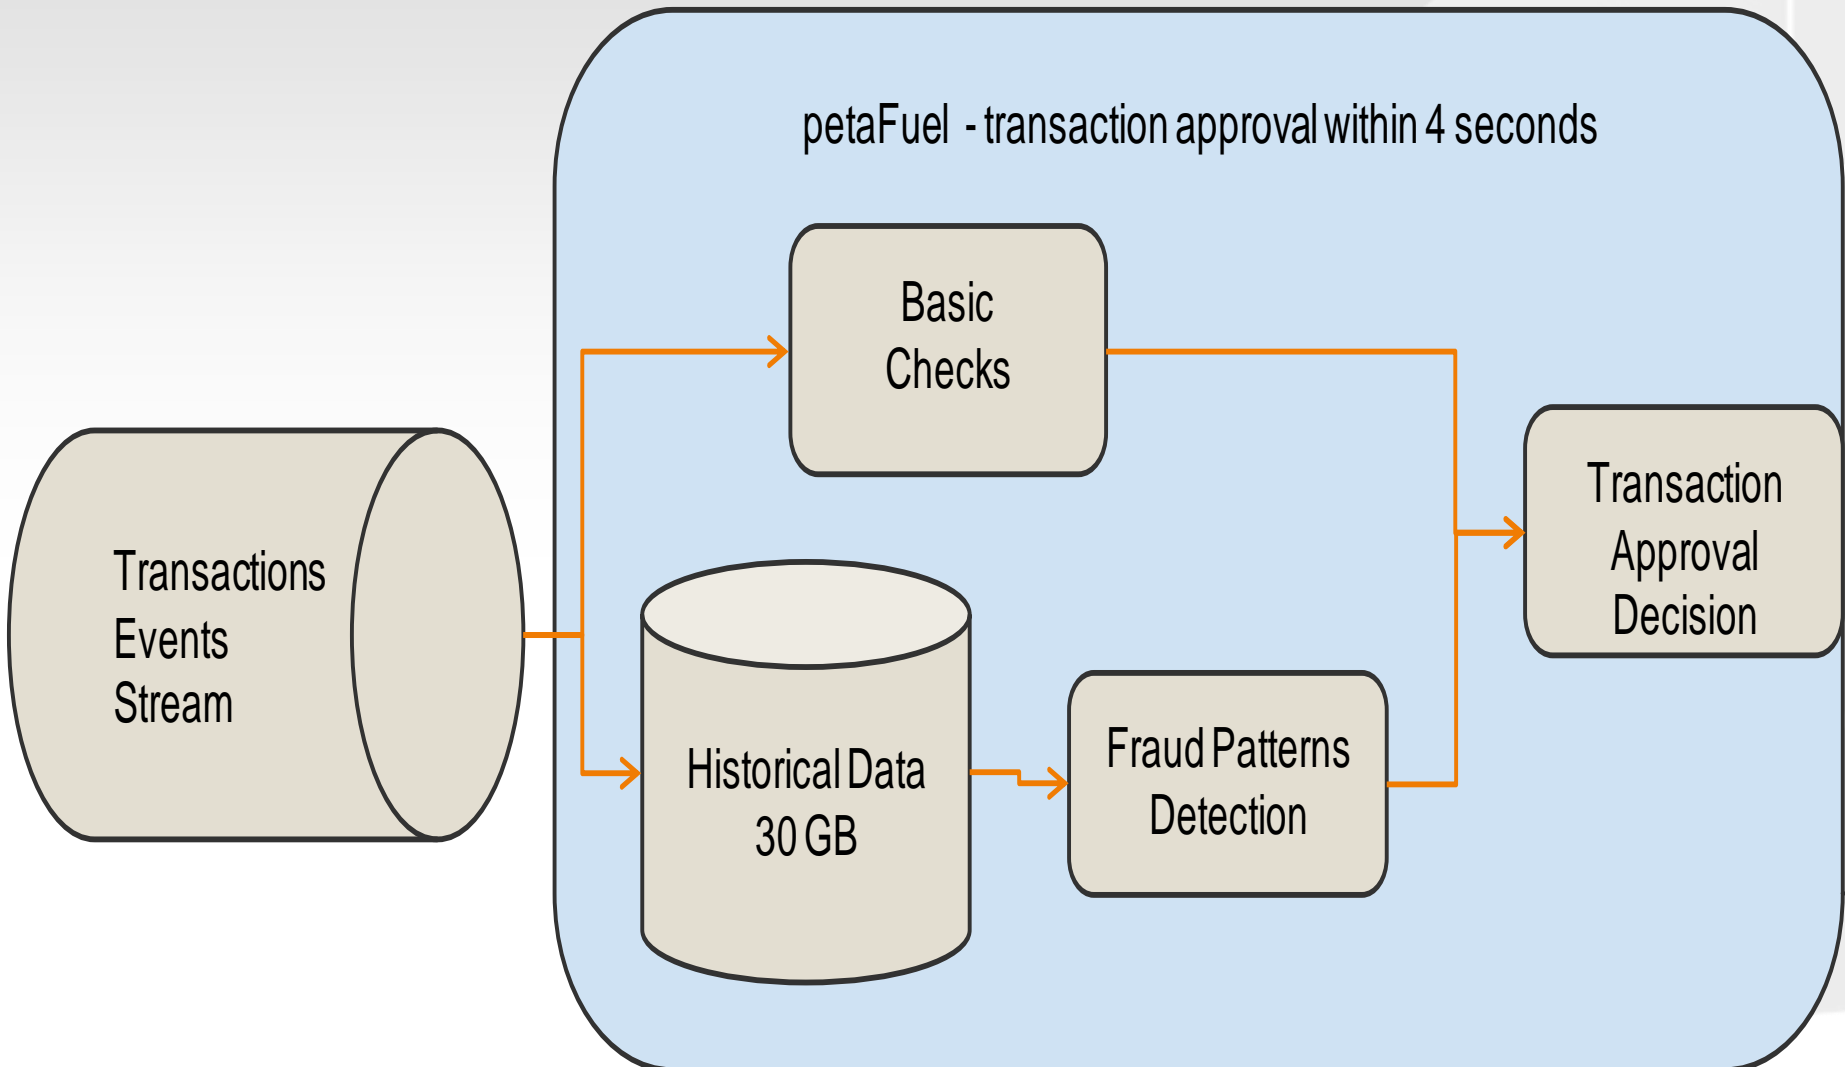 petaFuel - transaction approval within 4 seconds
Basic
Checks
Transactions
Events
Stream
Historical Data
30 GB
Fraud Patterns
Detection
Transaction
Approval
Decision